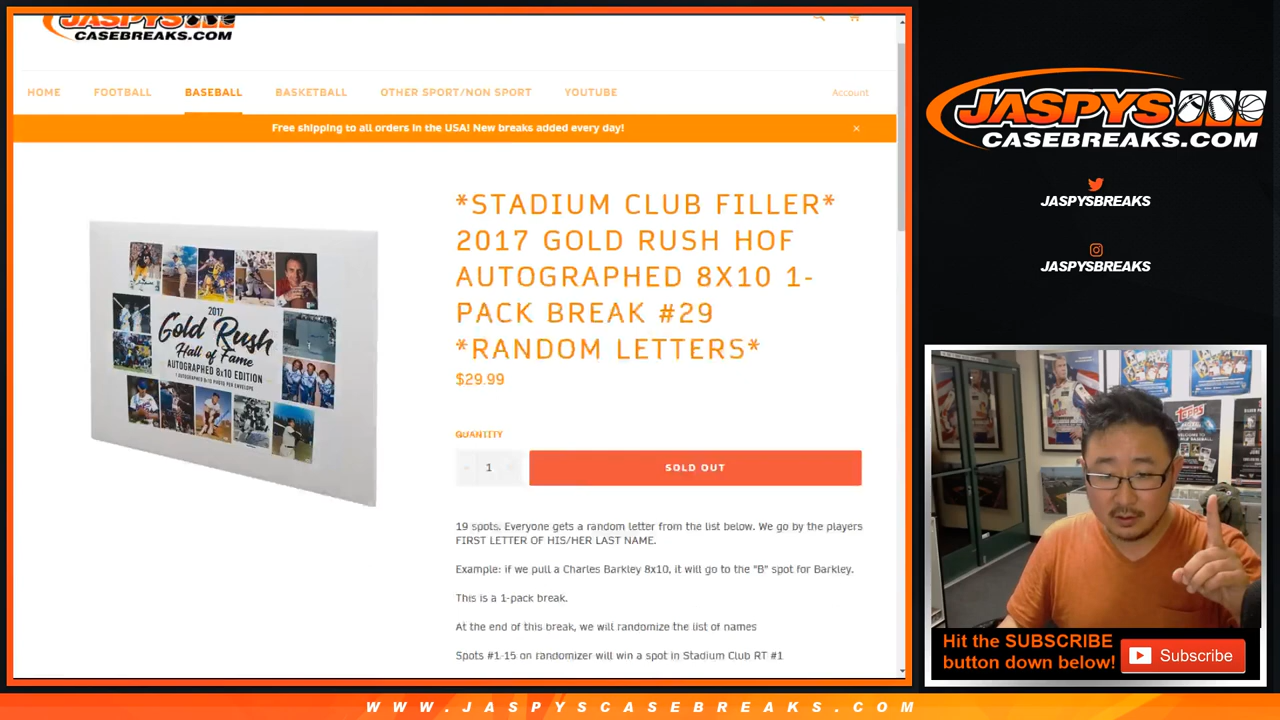 JASPYS
CASEBREAKS.COM
HOME FOOTBALL BASEBALL BASKETBALL OTHER SPORT/NON SPORT YOUTUBE Account
Free shipping to all orders in the USA! New breaks added every day! ×
*STADIUM CLUB FILLER*
2017 GOLD RUSH HOF
AUTOGRAPHED 8X10 1-
PACK BREAK #29
*RANDOM LETTERS*
$29.99
2017
Gold Rush
Hall of Fame
AUTOGRAPHED 8x10 EDITION
1 AUTOGRAPHED 8x10 PHOTO PER ENVELOPE
QUANTITY
- 1
SOLD OUT
19 spots. Everyone gets a random letter from the list below. We go by the players
FIRST LETTER OF HIS/HER LAST NAME.
Example: if we pull a Charles Barkley 8x10, it will go to the "B" spot for Barkley.
This is a 1-pack break.
At the end of this break, we will randomize the list of names
Spots #1-15 on randomizer will win a spot in Stadium Club RT #1
JASPYS
CASEBREAKS.COM
JASPYSBREAKS
JASPYSBREAKS
TOPPS
Hit the SUBSCRIBE
button down below!
Subscribe
WWW.JASPYSCASEBREAKS.COM